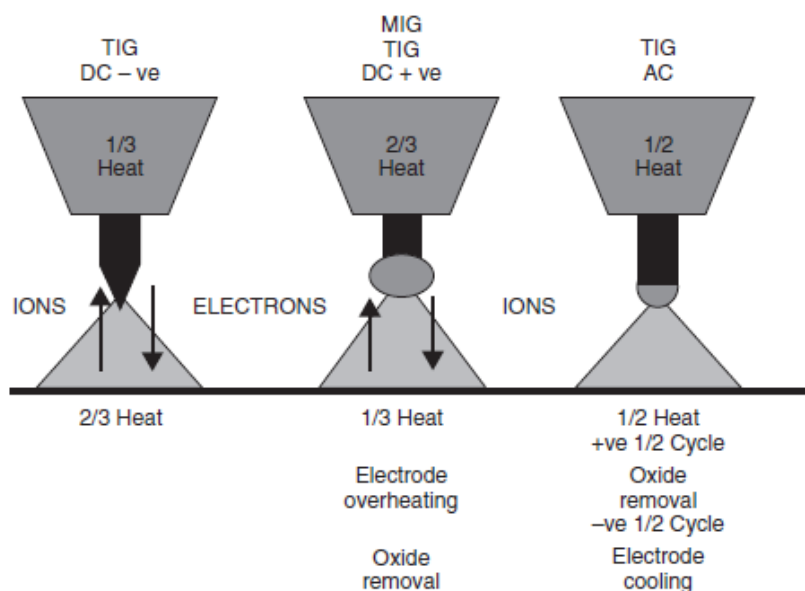 TIG
DC – ve
MIG
TIG
DC + ve
TIG
AC
1/3
Heat
2/3
Heat
1/2
Heat
IONS
ELECTRONS
IONS
2/3 Heat
1/3 Heat
Electrode
overheating
Oxide
removal
1/2 Heat
+ve 1/2 Cycle
Oxide
removal
–ve 1/2 Cycle
Electrode
cooling